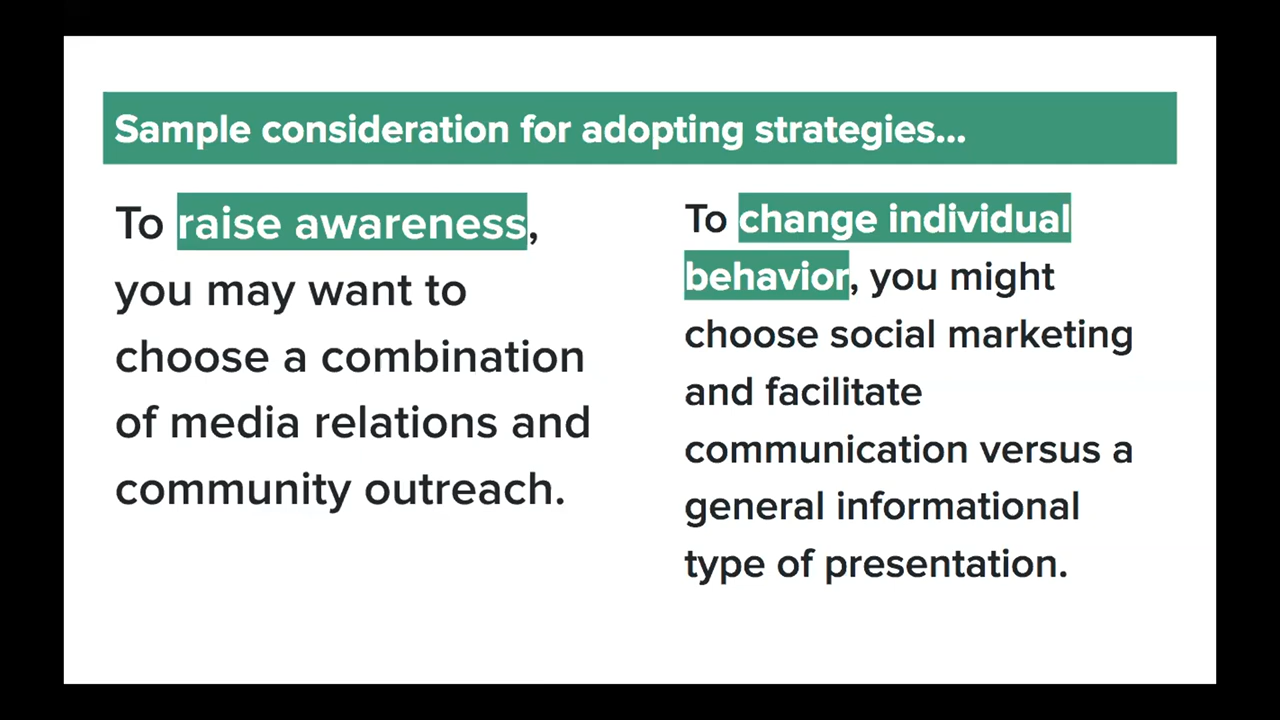 Sample consideration for adopting strategies...
To raise awareness,
you may want to
choose a combination
of media relations and
community outreach.
To change individual
behavior, you might
choose social marketing
and facilitate
communication versus a
general informational
type of presentation.